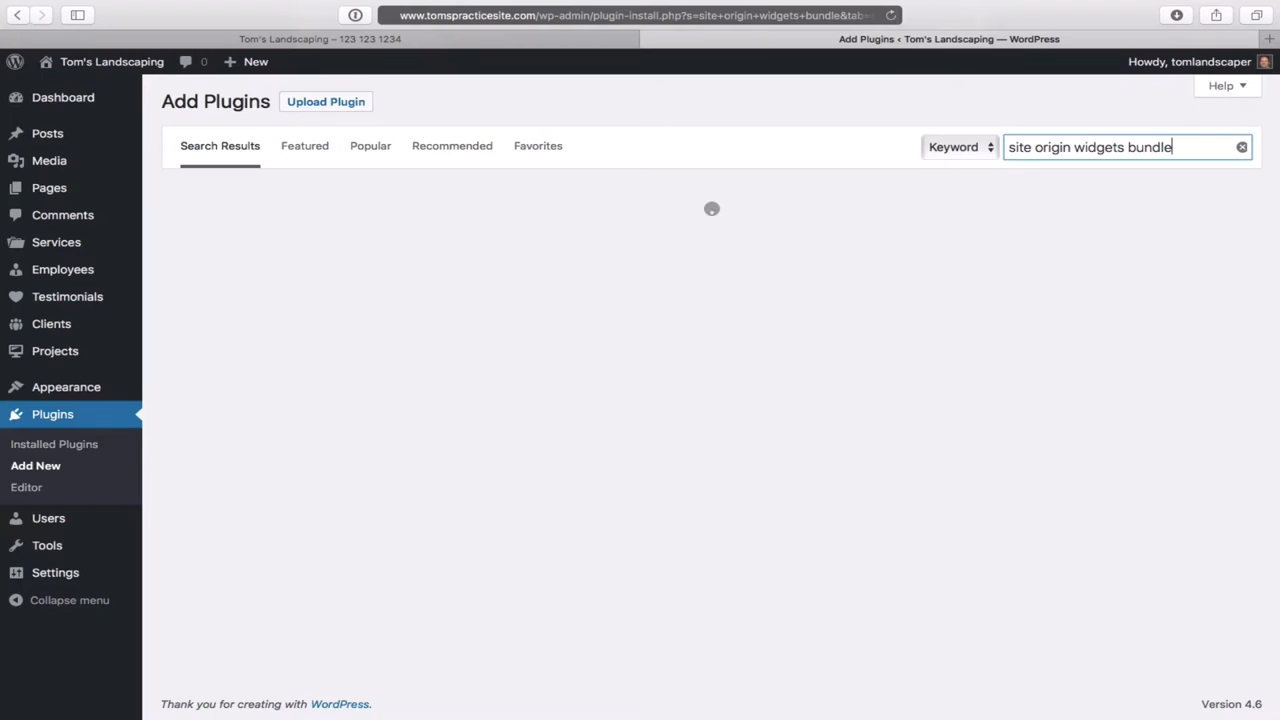 www.tomspracticesite.com/wp-admin/plugin-install.php?s=site+origin+widgets+bundle&tab=
Tom's Landscaping – 123 123 1234
Add Plugins ‹ Tom's Landscaping — WordPress
Tom's Landscaping
0
New
Howdy, tomlandscaper
Dashboard
Posts
Media
Pages
Comments
Services
Employees
Testimonials
Clients
Projects
Appearance
Plugins
Installed Plugins
Add New
Editor
Users
Tools
Settings
Collapse menu
Add Plugins
Upload Plugin
Help
Search Results
Featured
Popular
Recommended
Favorites
Keyword
site origin widgets bundle
Thank you for creating with WordPress.
Version 4.6